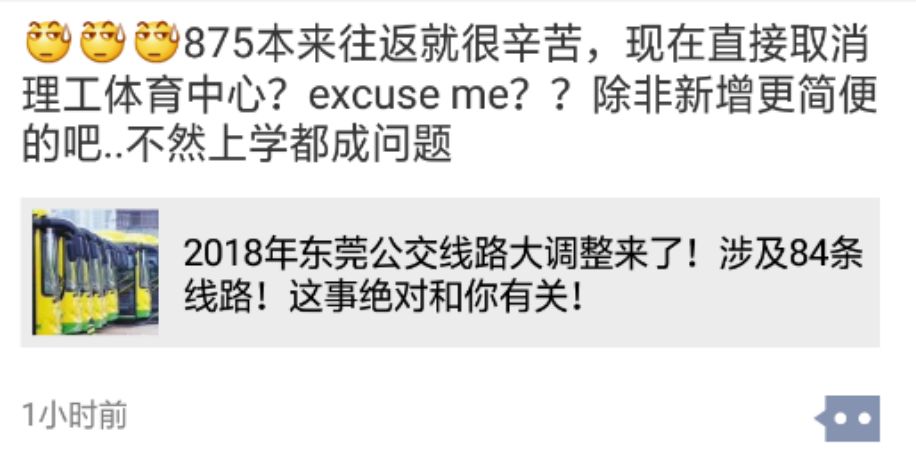 875本来往返就很辛苦，现在直接取消
理工体育中心？excuse me？？除非新增更简便
的吧..不然上学都成问题
2018年东莞公交线路大调整来了！涉及84条
线路！这事绝对和你有关！
1小时前